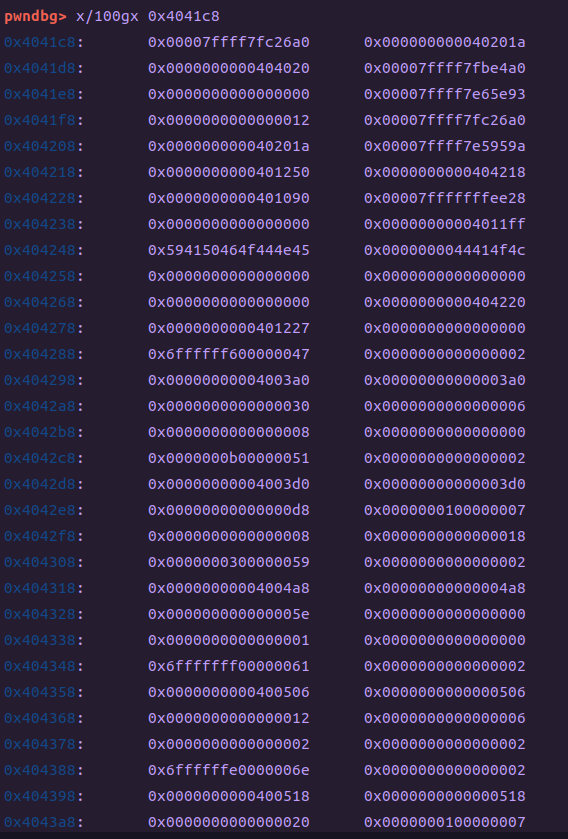 pwndbg> x/100gx 0x4041c8
0x4041c8: 0x00007ffff7fc26a0 0x000000000040201a
0x4041d8: 0x0000000000404020 0x00007ffff7fbe4a0
0x4041e8: 0x0000000000000000 0x00007ffff7e65e93
0x4041f8: 0x0000000000000012 0x00007ffff7fc26a0
0x404208: 0x000000000040201a 0x00007ffff7e5959a
0x404218: 0x0000000000401250 0x0000000000404218
0x404228: 0x0000000000401090 0x00007fffffffee28
0x404238: 0x0000000000000000 0x00000000004011ff
0x404248: 0x594150464f444e45 0x0000000044414f4c
0x404258: 0x0000000000000000 0x0000000000000000
0x404268: 0x0000000000000000 0x0000000000404220
0x404278: 0x0000000000401227 0x0000000000000000
0x404288: 0x6ffffff600000047 0x0000000000000002
0x404298: 0x00000000004003a0 0x00000000000003a0
0x4042a8: 0x0000000000000030 0x0000000000000006
0x4042b8: 0x0000000000000008 0x0000000000000000
0x4042c8: 0x0000000b00000051 0x0000000000000002
0x4042d8: 0x00000000004003d0 0x00000000000003d0
0x4042e8: 0x00000000000000d8 0x0000000100000007
0x4042f8: 0x0000000000000008 0x0000000000000018
0x404308: 0x0000000300000059 0x0000000000000002
0x404318: 0x00000000004004a8 0x00000000000004a8
0x404328: 0x000000000000005e 0x0000000000000000
0x404338: 0x0000000000000001 0x0000000000000000
0x404348: 0x6fffffff00000061 0x0000000000000002
0x404358: 0x0000000000400506 0x0000000000000506
0x404368: 0x0000000000000012 0x0000000000000006
0x404378: 0x0000000000000002 0x0000000000000002
0x404388: 0x6ffffffe0000006e 0x0000000000000002
0x404398: 0x0000000000400518 0x0000000000000518
0x4043a8: 0x0000000000000020 0x0000000100000007